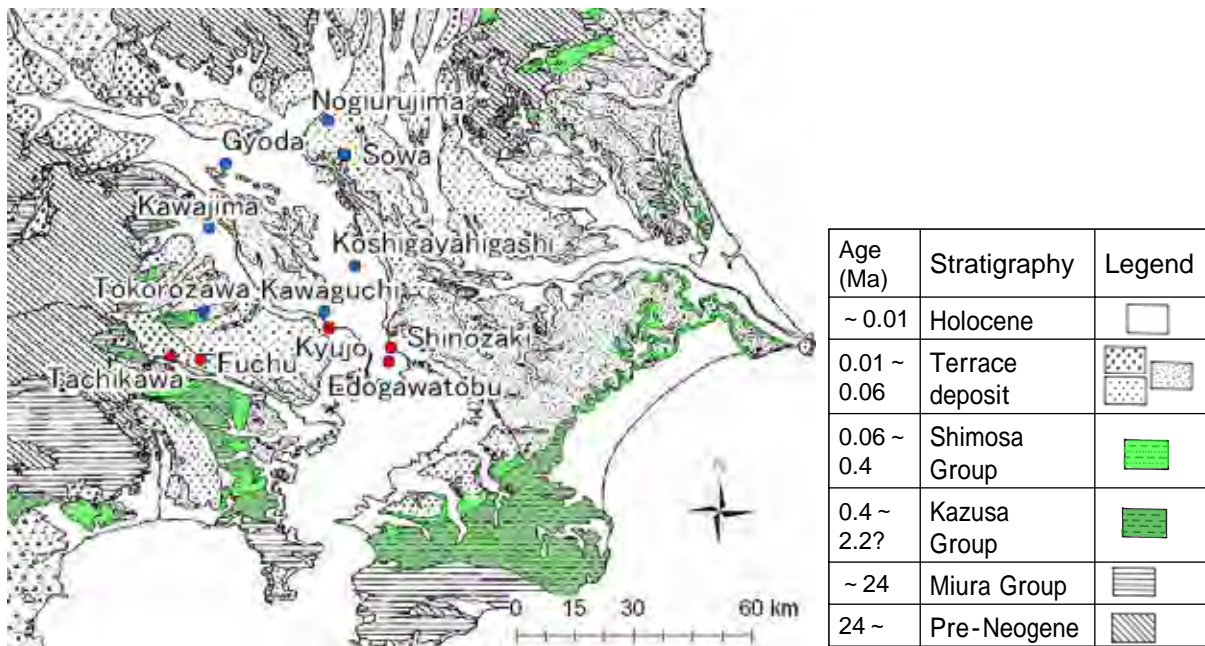 Nogiurujima
Gyoda
Sowa
Kawajima
Koshigayahigashi
Tokorozawa Kawaguchi
Kyujo
Shinozaki
Fuchu
Tachikawa
Edogawatobu
N
0 15 30 60 km
Age (Ma) Stratigraphy Legend
~ 0.01 Holocene
0.01 ~ 0.06 Terrace deposit
0.06 ~ 0.4 Shimosa Group
0.4 ~ 2.2? Kazusa Group
~ 24 Miura Group
24 ~ Pre-Neogene